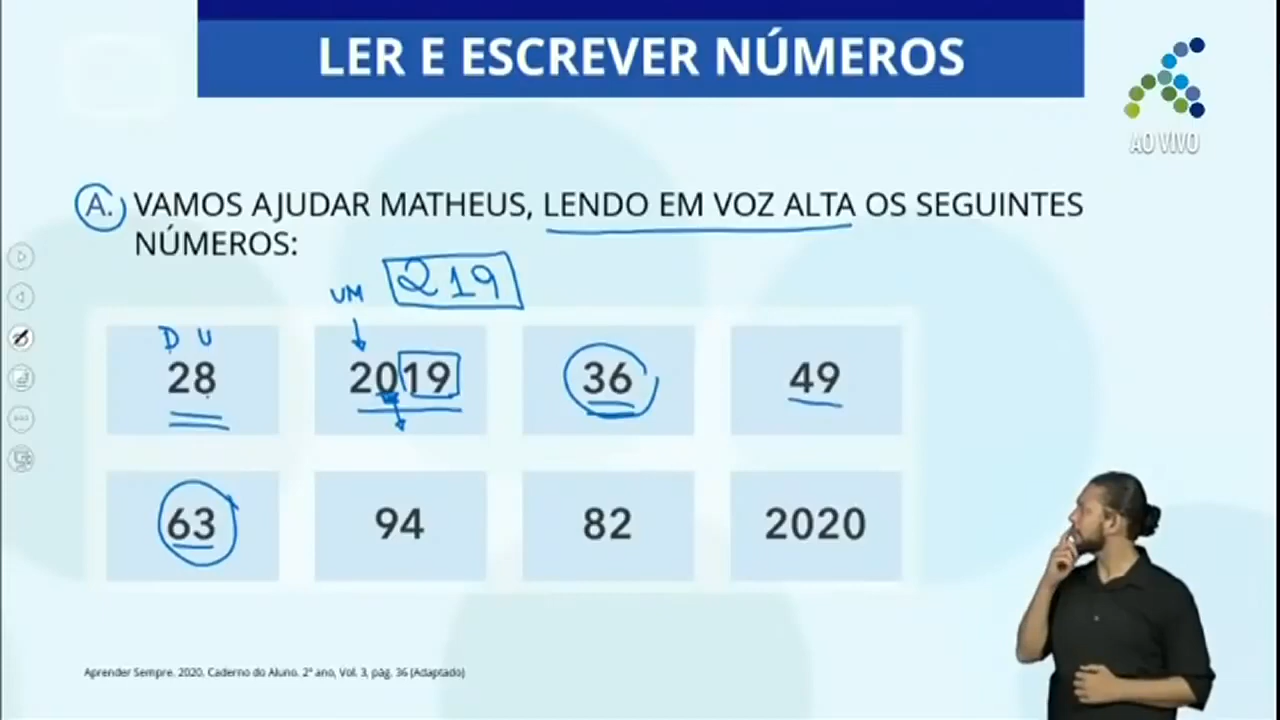 LER E ESCREVER NÚMEROS
AO VIVO
A. VAMOS AJUDAR MATHEUS, LENDO EM VOZ ALTA OS SEGUINTES
NÚMEROS:
UM 219
D U
28 2019 36 49
63 94 82 2020
Aprender Sempre. 2020. Caderno do Aluno. 2º ano, Vol. 3, pág. 36 (Adaptado)